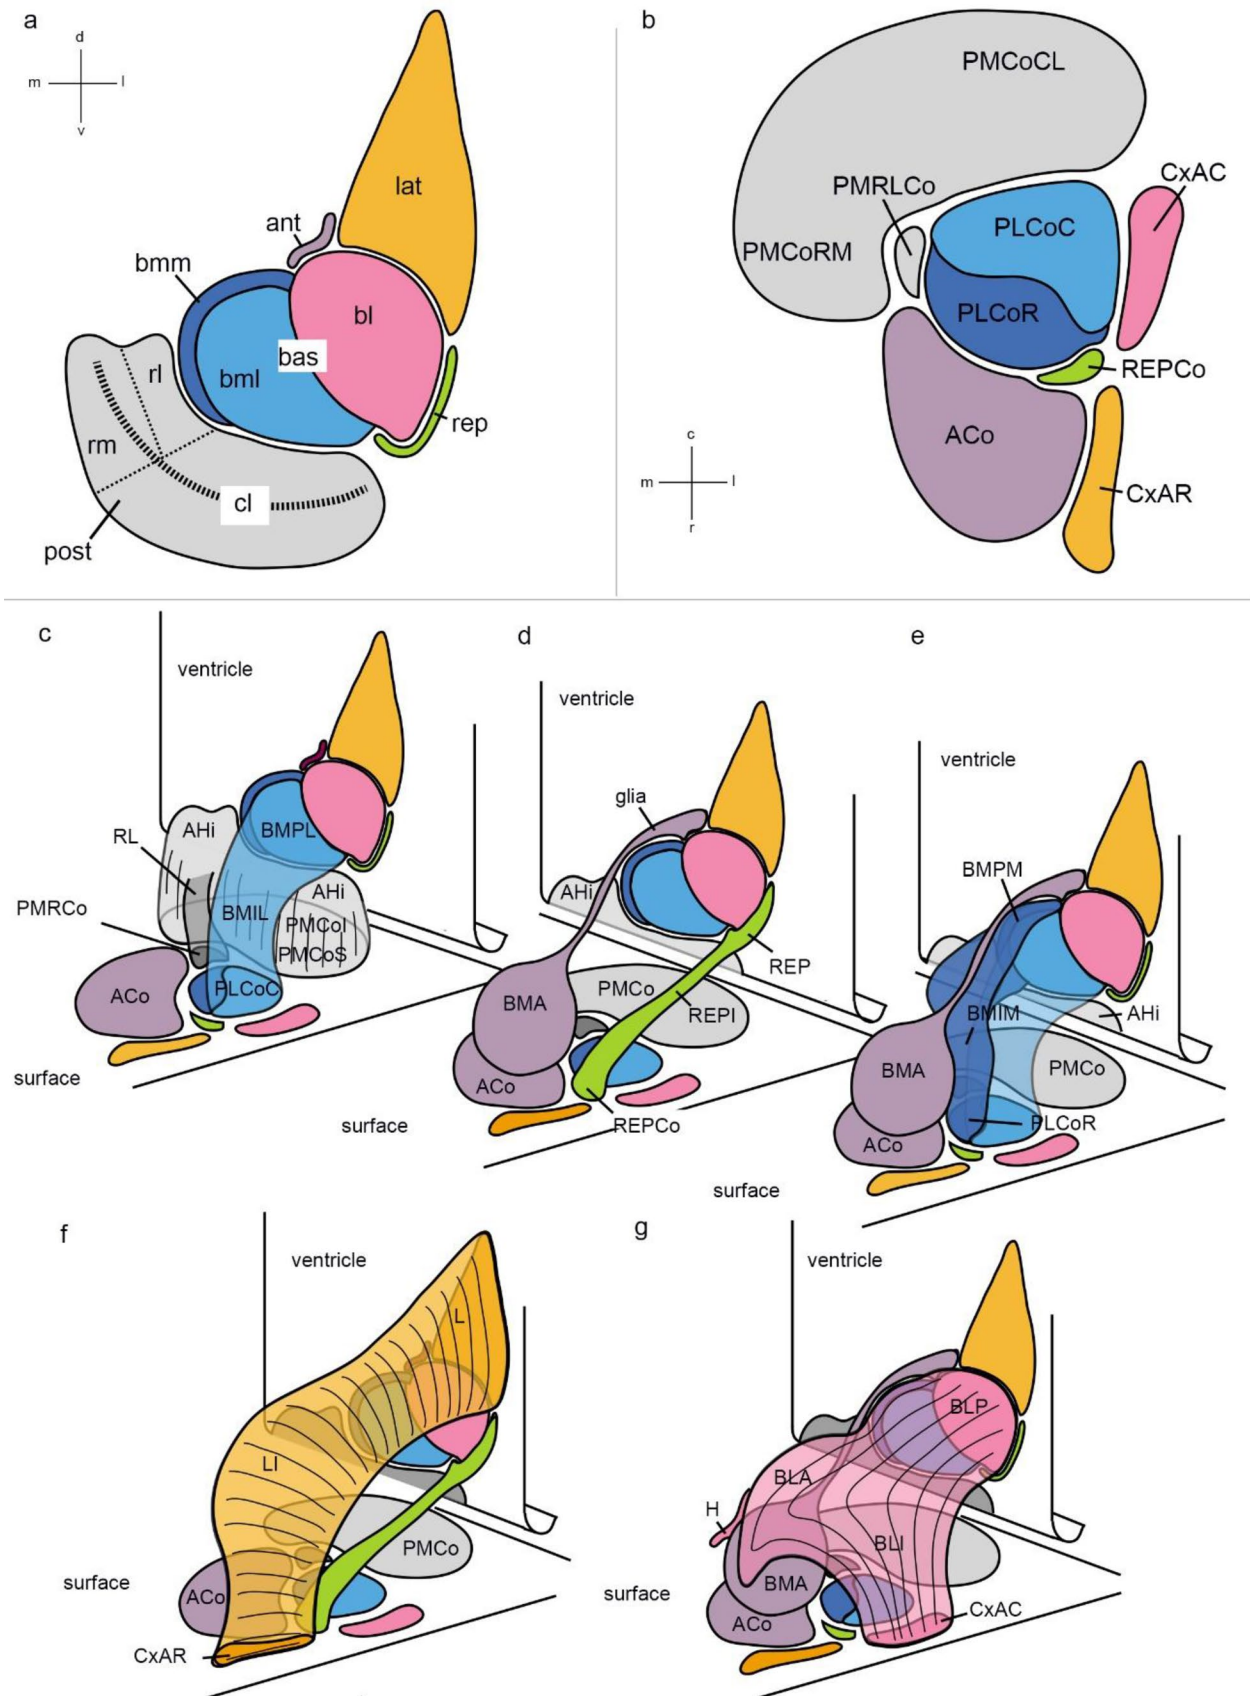 a
d
m
l
v
lat
ant
bmm
bl
bas
bml
rl
rm
rep
cl
post
b
PMCoCL
CxAC
PMRLCo
PLCoC
PMCoRM
PLCoR
REPCo
ACo
CxAR
c
m
l
r
c
ventricle
RL
AHi
BMPL
AHi
PMRCo
BMIL
PMCoI
PMCoS
ACo
PLCoC
surface
d
ventricle
glia
AHi
REP
BMA
PMCo
REPI
ACo
REPCo
surface
e
ventricle
BMPM
BMIM
AHi
BMA
PMCo
PLCoR
ACo
surface
f
ventricle
L
LI
PMCo
surface
ACo
CxAR
g
ventricle
BLP
BLA
H
BLI
BMA
surface
CxAC
ACo